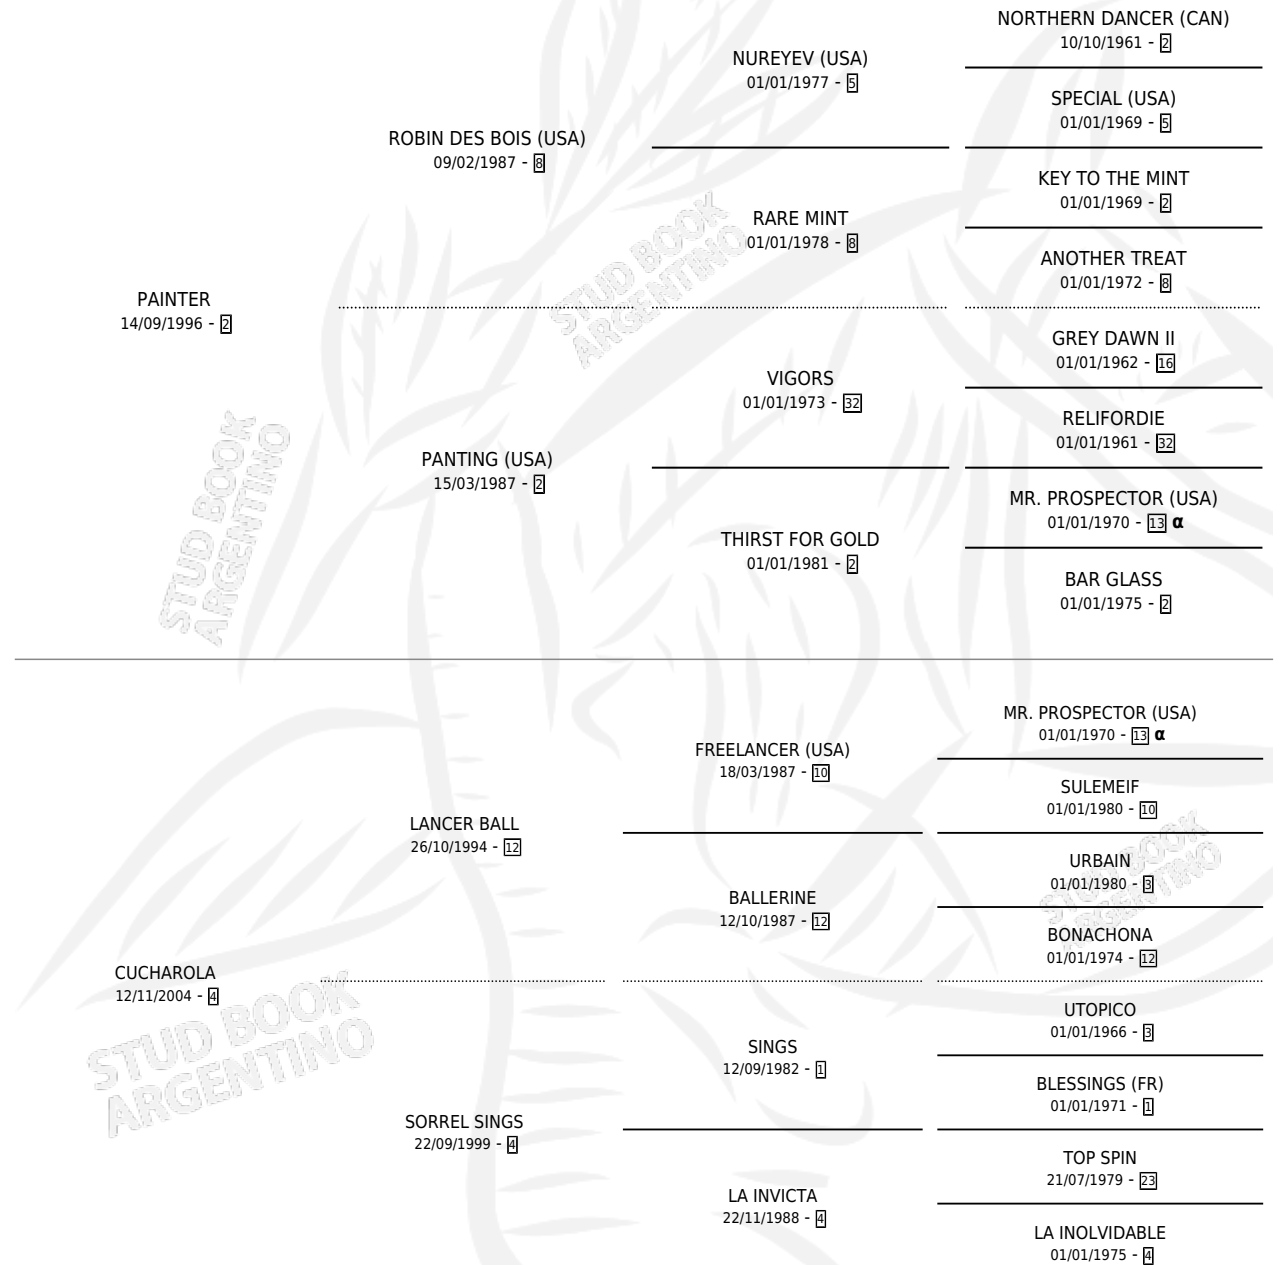 NORTHERN DANCER (CAN)
10/10/1961 - 2
NUREYEV (USA)
01/01/1977 - 5
SPECIAL (USA)
01/01/1969 - 5
ROBIN DES BOIS (USA)
09/02/1987 - 8
KEY TO THE MINT
01/01/1969 - 2
RARE MINT
01/01/1978 - 8
ANOTHER TREAT
01/01/1972 - 8
PAINTER
14/09/1996 - 2
GREY DAWN II
01/01/1962 - 16
VIGORS
01/01/1973 - 32
RELIFORDIE
01/01/1961 - 32
PANTING (USA)
15/03/1987 - 2
MR. PROSPECTOR (USA)
01/01/1970 - 13 α
THIRST FOR GOLD
01/01/1981 - 2
BAR GLASS
01/01/1975 - 2
MR. PROSPECTOR (USA)
01/01/1970 - 13 α
FREELANCER (USA)
18/03/1987 - 10
SULEMEIF
01/01/1980 - 10
LANCER BALL
26/10/1994 - 12
URBAIN
01/01/1980 - 3
BALLERINE
12/10/1987 - 12
BONACHONA
01/01/1974 - 12
CUCHAROLA
12/11/2004 - 4
UTOPICO
01/01/1966 - 3
SINGS
12/09/1982 - 1
BLESSINGS (FR)
01/01/1971 - 1
SORREL SINGS
22/09/1999 - 4
TOP SPIN
21/07/1979 - 23
LA INVICTA
22/11/1988 - 4
LA INOLVIDABLE
01/01/1975 - 4
STUD BOOK
ARGENTINO
STUD BOOK
ARGENTINO
STUD BOOK
ARGENTINO
STUD BOOK
ARGENTINO